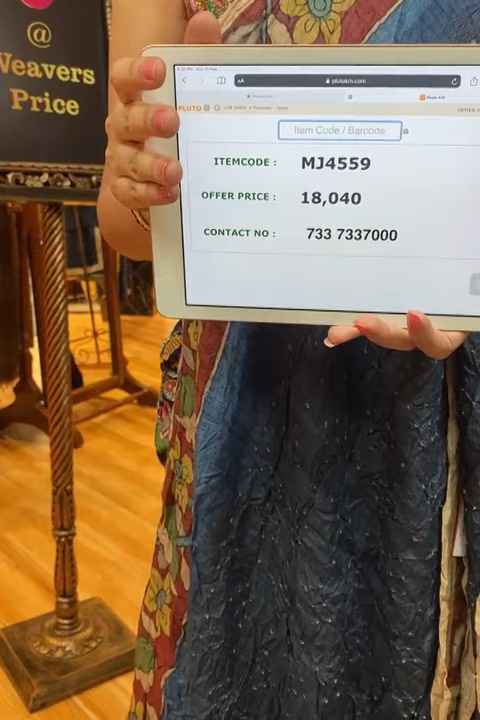 @
Weavers
Price
plutokm.com
PLUTO
Item Code / Barcode
ITEMCODE : MJ4559
OFFER PRICE : 18,040
CONTACT NO : 733 7337000